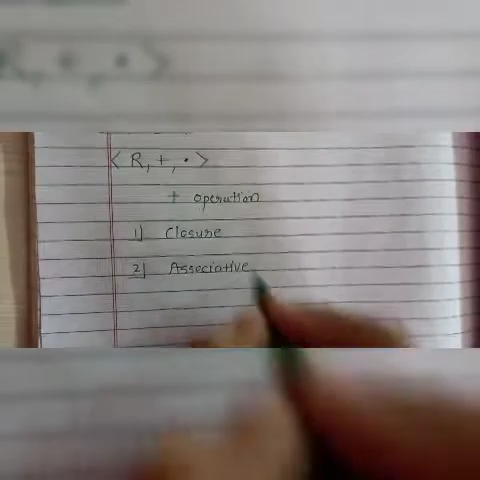 < R, +, • >
+ operation
1] Closure
2] Associative